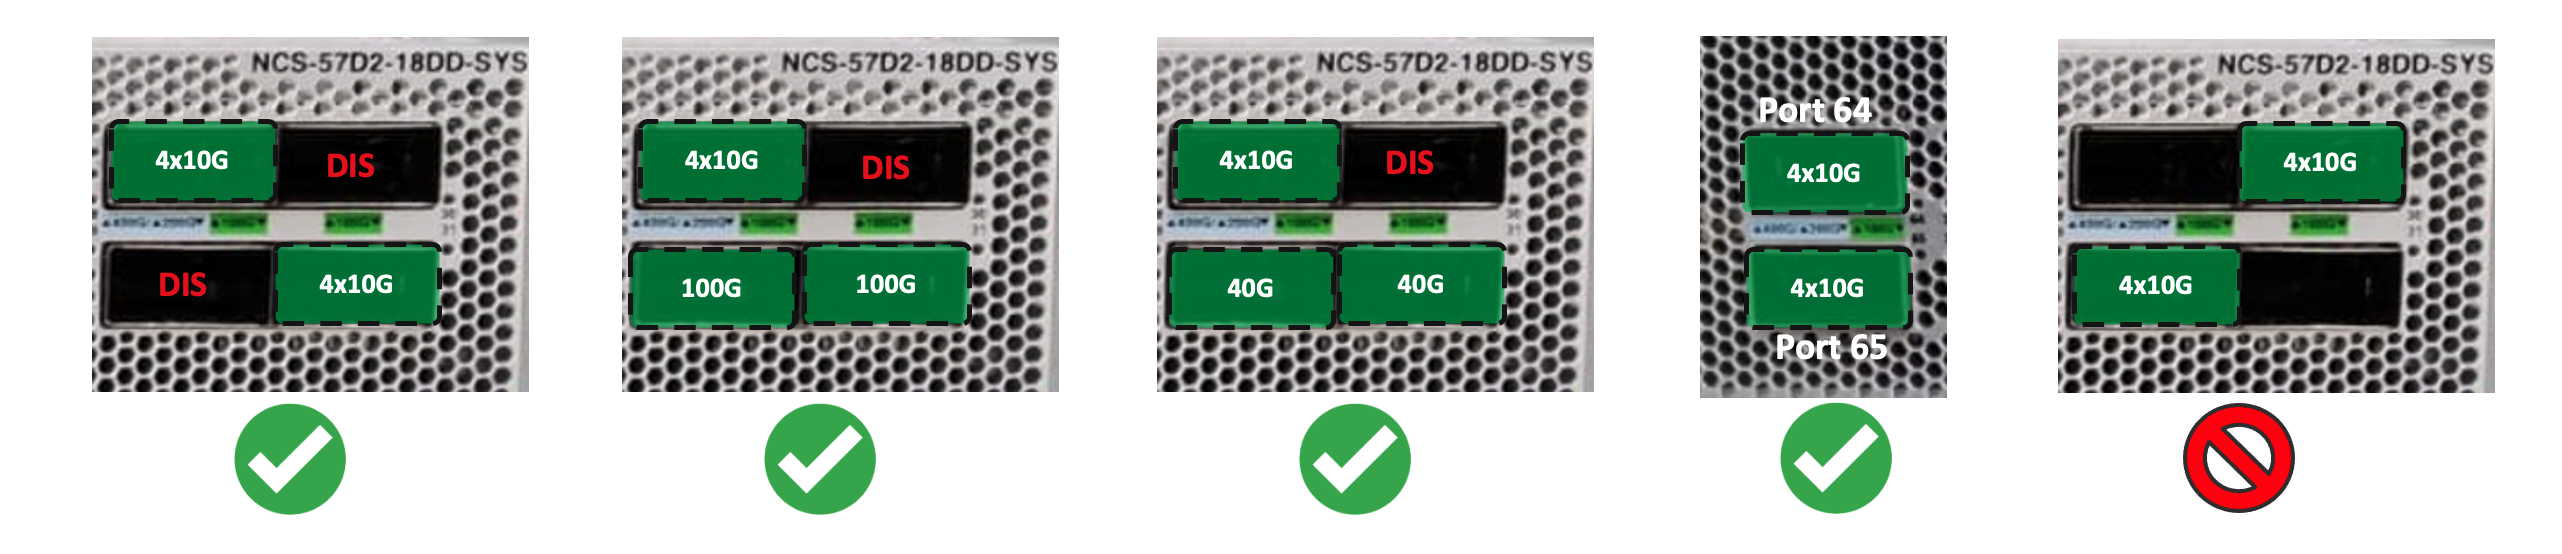 NCS-57D2-18DD-SYS
4x10G DIS
DIS 4x10G
NCS-57D2-18DD-SYS
4x10G DIS
100G 100G
NCS-57D2-18DD-SYS
4x10G DIS
40G 40G
Port 64
4x10G
4x10G
Port 65
NCS-57D2-18DD-SYS
4x10G
4x10G